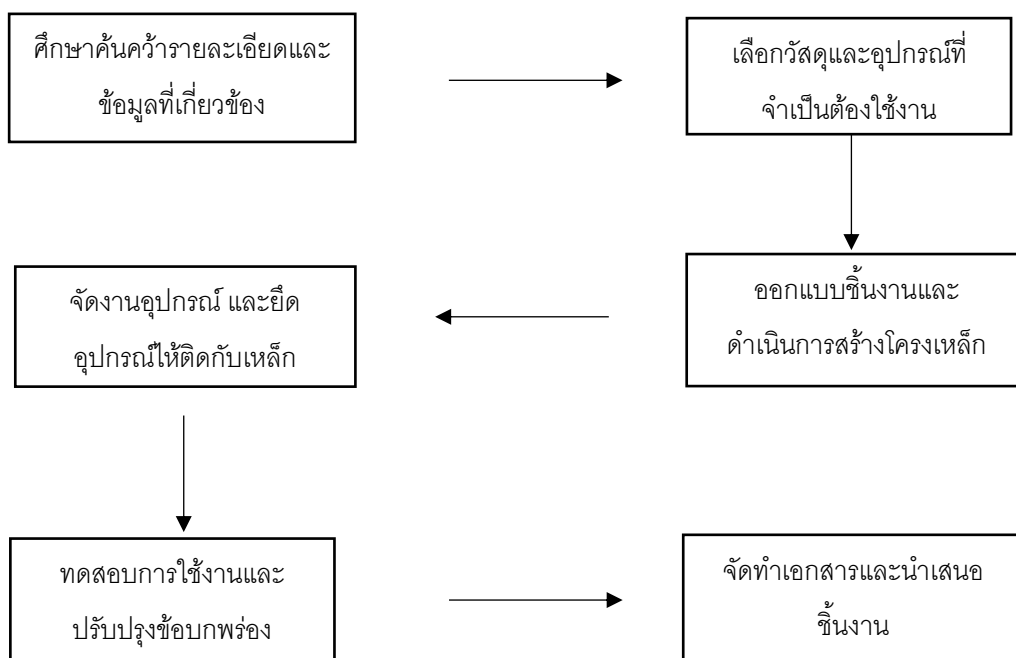 ศึกษาค้นคว้ารายละเอียดและ
ข้อมูลที่เกี่ยวข้อง
เลือกวัสดุและอุปกรณ์ที่
จำเป็นต้องใช้งาน
ออกแบบชิ้นงานและ
ดำเนินการสร้างโครงเหล็ก
จัดงานอุปกรณ์ และยึด
อุปกรณ์ให้ติดกับเหล็ก
ทดสอบการใช้งานและ
ปรับปรุงข้อบกพร่อง
จัดทำเอกสารและนำเสนอ
ชิ้นงาน